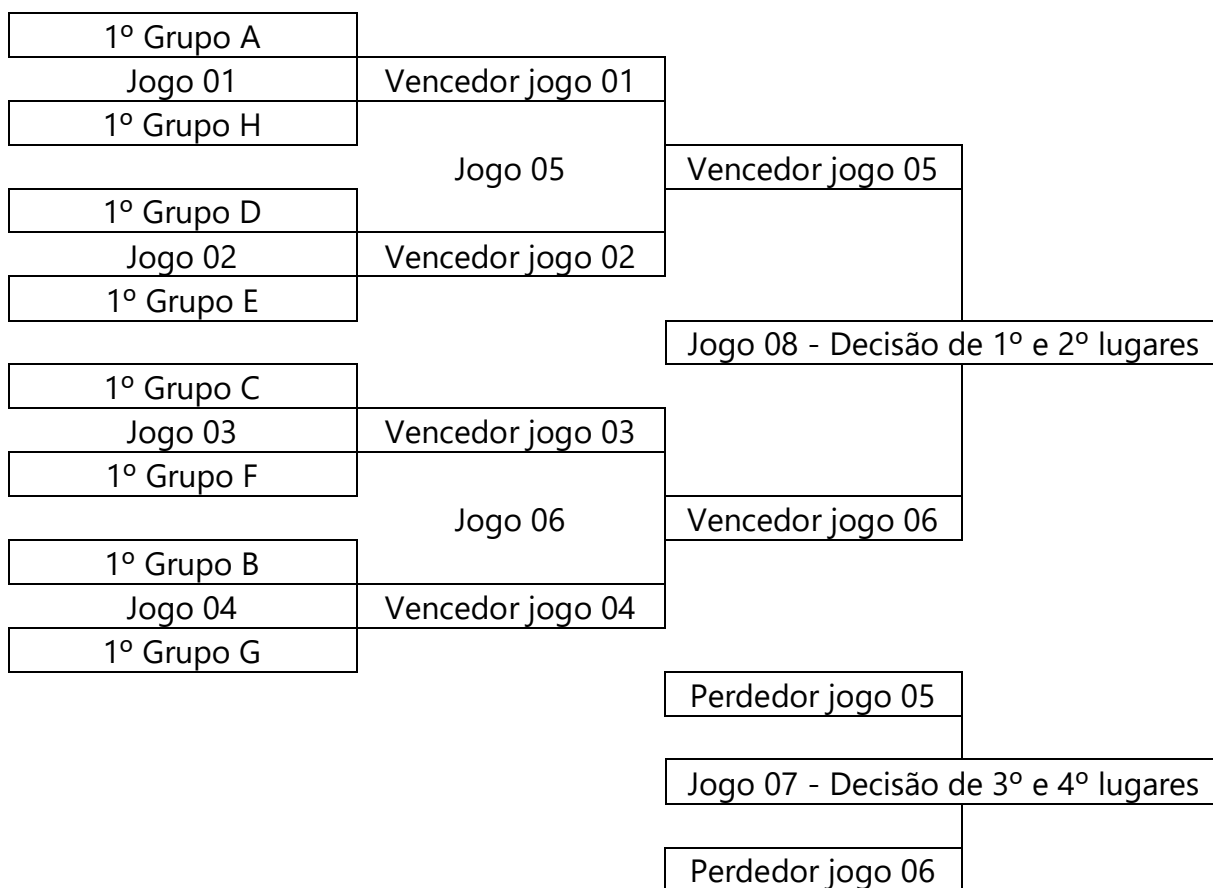 1º Grupo A
Jogo 01
Vencedor jogo 01
1º Grupo H
Jogo 05
Vencedor jogo 05
1º Grupo D
Jogo 02
Vencedor jogo 02
1º Grupo E
Jogo 08 - Decisão de 1º e 2º lugares
1º Grupo C
Jogo 03
Vencedor jogo 03
1º Grupo F
Jogo 06
Vencedor jogo 06
1º Grupo B
Jogo 04
Vencedor jogo 04
1º Grupo G
Perdedor jogo 05
Jogo 07 - Decisão de 3º e 4º lugares
Perdedor jogo 06